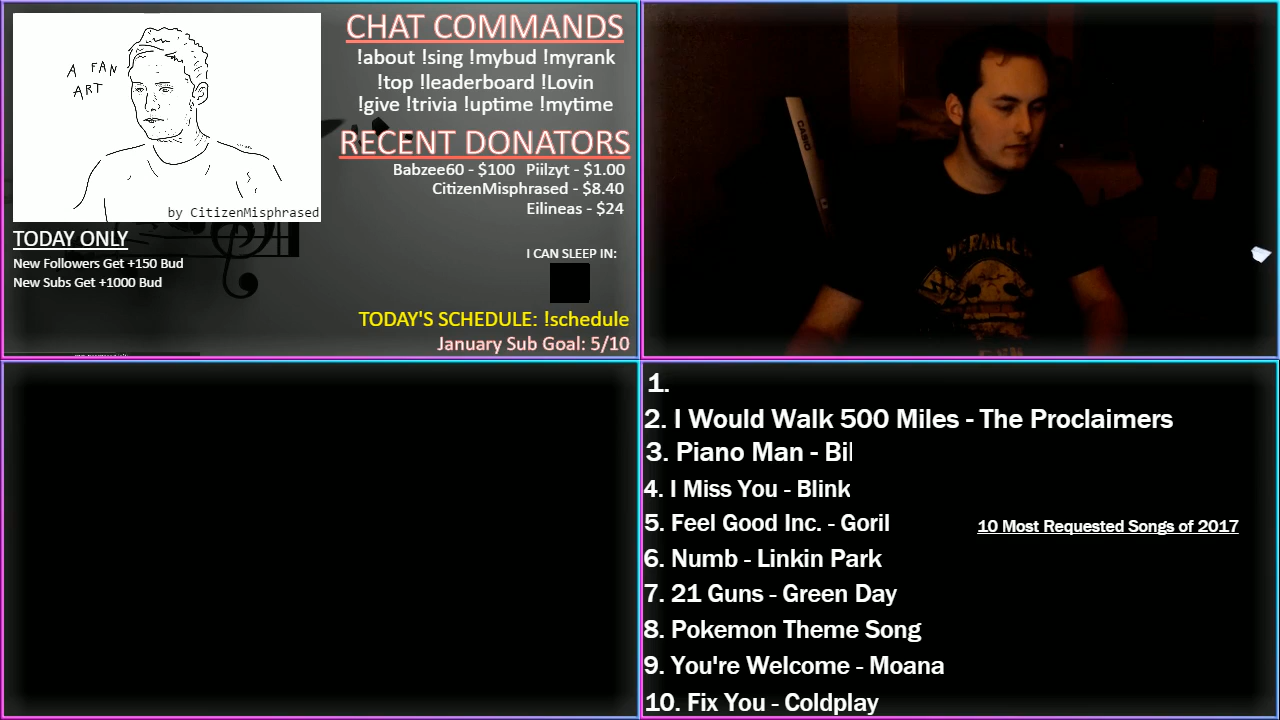 A FAN
ART
by CitizenMisphrased
TODAY ONLY
New Followers Get +150 Bud
New Subs Get +1000 Bud
CHAT COMMANDS
!about !sing !mybud !myrank
!top !leaderboard !Lovin
!give !trivia !uptime !mytime
RECENT DONATORS
Babzee60 - $100 Piilzyt - $1.00
CitizenMisphrased - $8.40
Eilineas - $24
I CAN SLEEP IN:
TODAY'S SCHEDULE: !schedule
January Sub Goal: 5/10
CASIO
1.
2. I Would Walk 500 Miles - The Proclaimers
3. Piano Man - Bil
4. I Miss You - Blink
5. Feel Good Inc. - Goril
6. Numb - Linkin Park
7. 21 Guns - Green Day
8. Pokemon Theme Song
9. You're Welcome - Moana
10. Fix You - Coldplay
10 Most Requested Songs of 2017